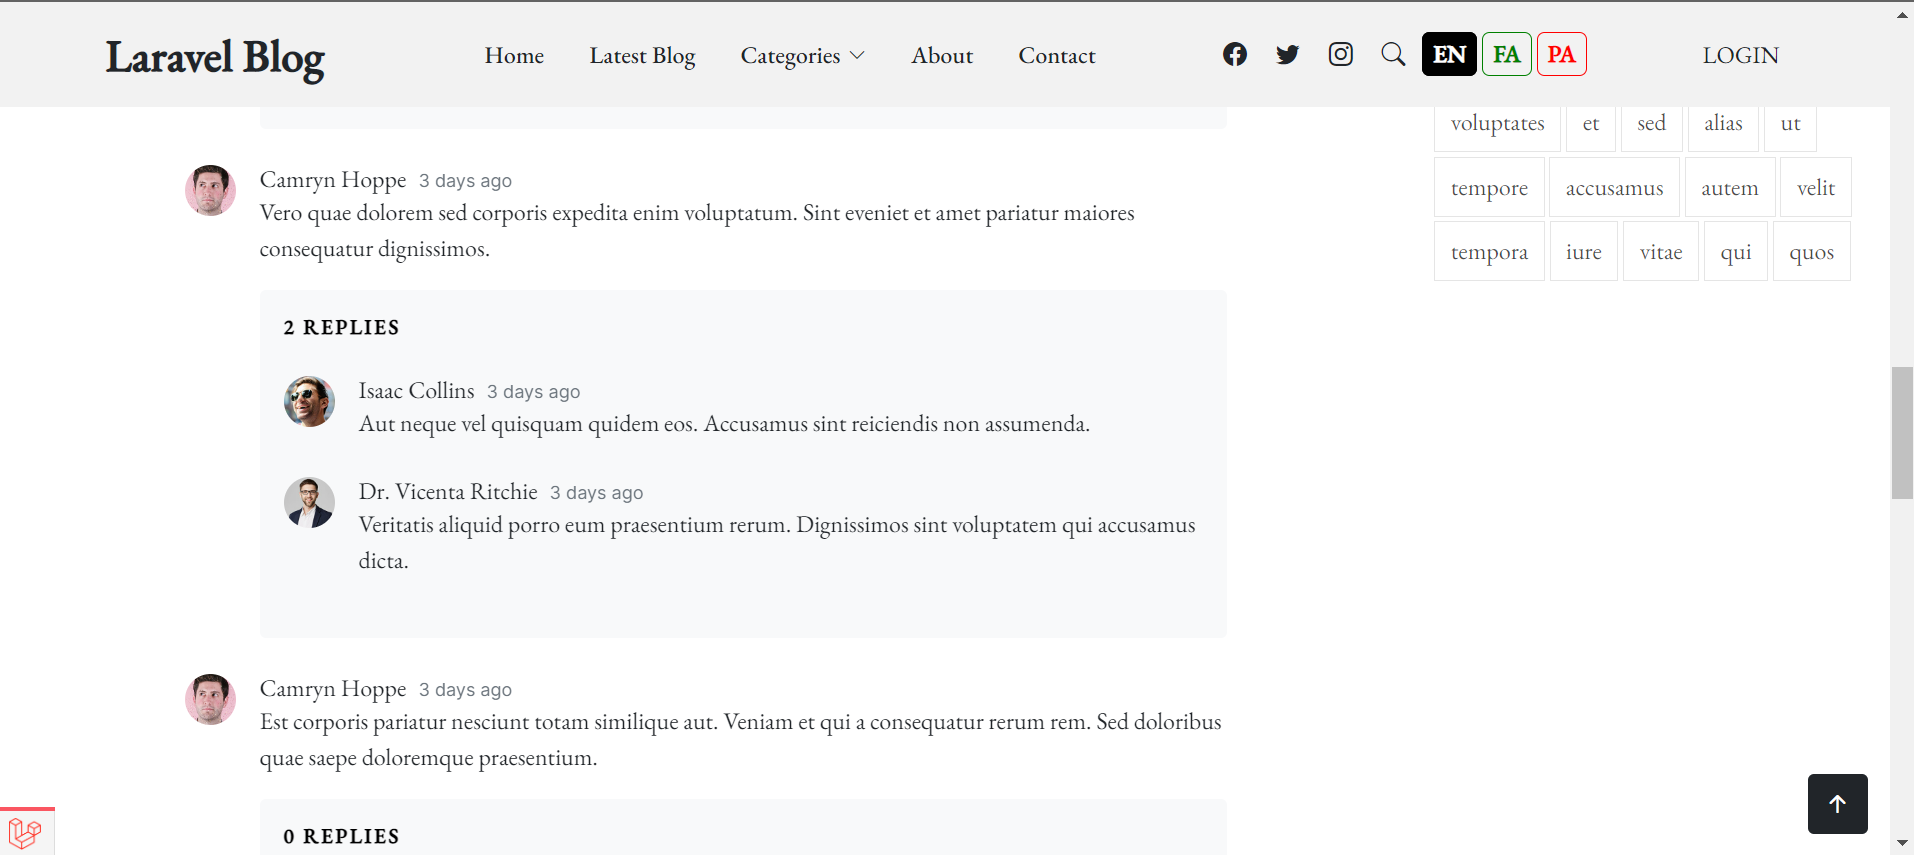 Laravel Blog
Home Latest Blog Categories About Contact
EN FA PA
LOGIN
voluptates et sed alias ut
tempore accusamus autem velit
tempora iure vitae qui quos
Camryn Hoppe 3 days ago
Vero quae dolorem sed corporis expedita enim voluptatum. Sint eveniet et amet pariatur maiores
consequatur dignissimos.
2 REPLIES
Isaac Collins 3 days ago
Aut neque vel quisquam quidem eos. Accusamus sint reiciendis non assumenda.
Dr. Vicenta Ritchie 3 days ago
Veritatis aliquid porro eum praesentium rerum. Dignissimos sint voluptatem qui accusamus
dicta.
Camryn Hoppe 3 days ago
Est corporis pariatur nesciunt totam similique aut. Veniam et qui a consequatur rerum rem. Sed doloribus
quae saepe doloremque praesentium.
0 REPLIES